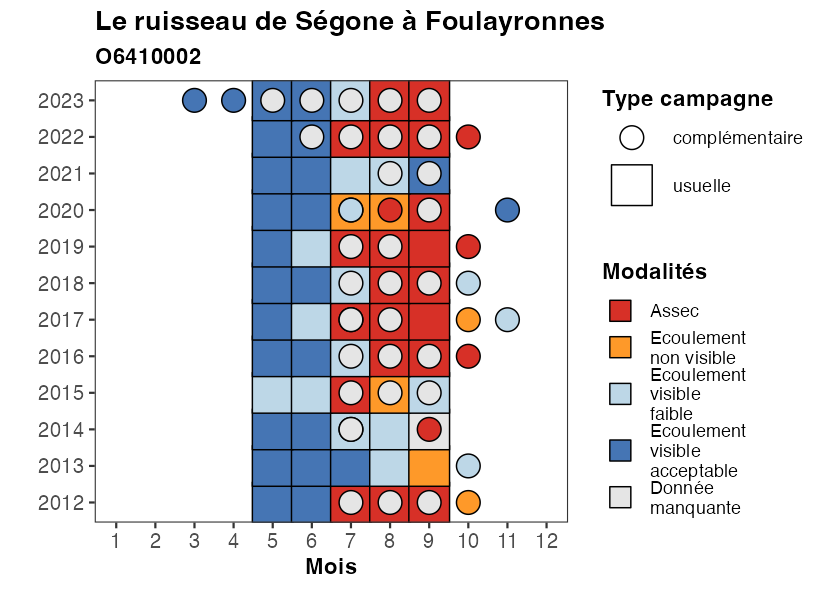 Le ruisseau de Ségone à Foulayronnes
O6410002
2023
2022
2021
2020
2019
2018
2017
2016
2015
2014
2013
2012
1 2 3 4 5 6 7 8 9 10 11 12
Mois
Type campagne
complémentaire
usuelle
Modalités
Assec
Ecoulement
non visible
Ecoulement
visible
faible
Ecoulement
visible
acceptable
Donnée
manquante